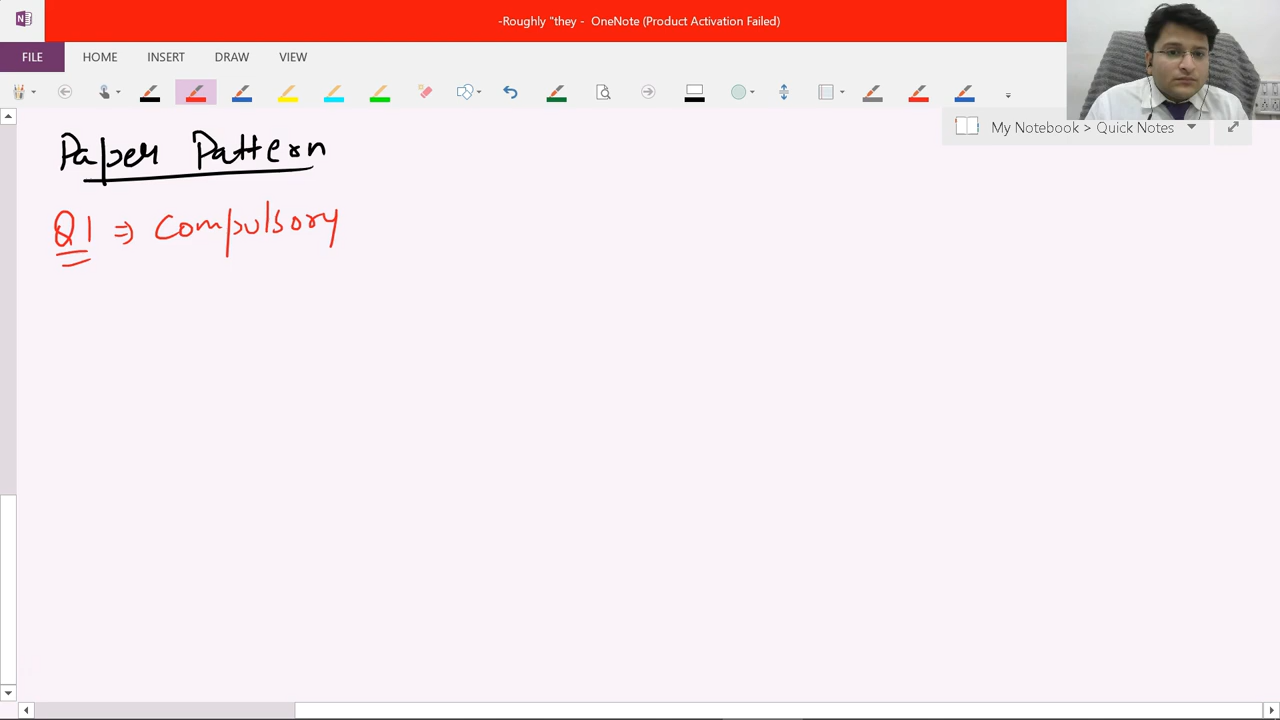 -Roughly "they - OneNote (Product Activation Failed)
FILE HOME INSERT DRAW VIEW
My Notebook > Quick Notes
Paper Pattern
Q1 ⇒ Compulsory